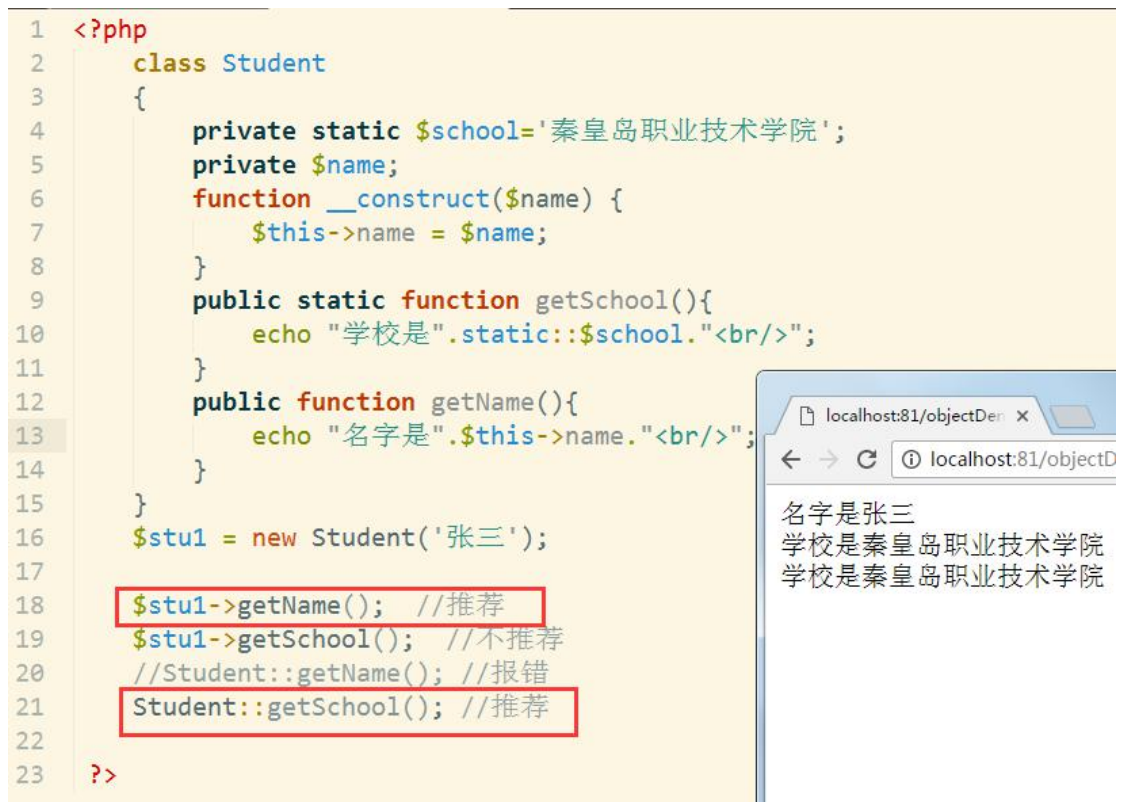 1 <?php
2 class Student
3 {
4 private static $school='秦皇岛职业技术学院';
5 private $name;
6 function __construct($name) {
7 $this->name = $name;
8 }
9 public static function getSchool(){
10 echo "学校是".static::$school."<br/>";
11 }
12 public function getName(){
13 echo "名字是".$this->name."<br/>";
14 }
15 }
16 $stu1 = new Student('张三');
17
18 $stu1->getName(); //推荐
19 $stu1->getSchool(); //不推荐
20 //Student::getName(); //报错
21 Student::getSchool(); //推荐
22
23 ?>
localhost:81/objectDen
localhost:81/objectD
名字是张三
学校是秦皇岛职业技术学院
学校是秦皇岛职业技术学院